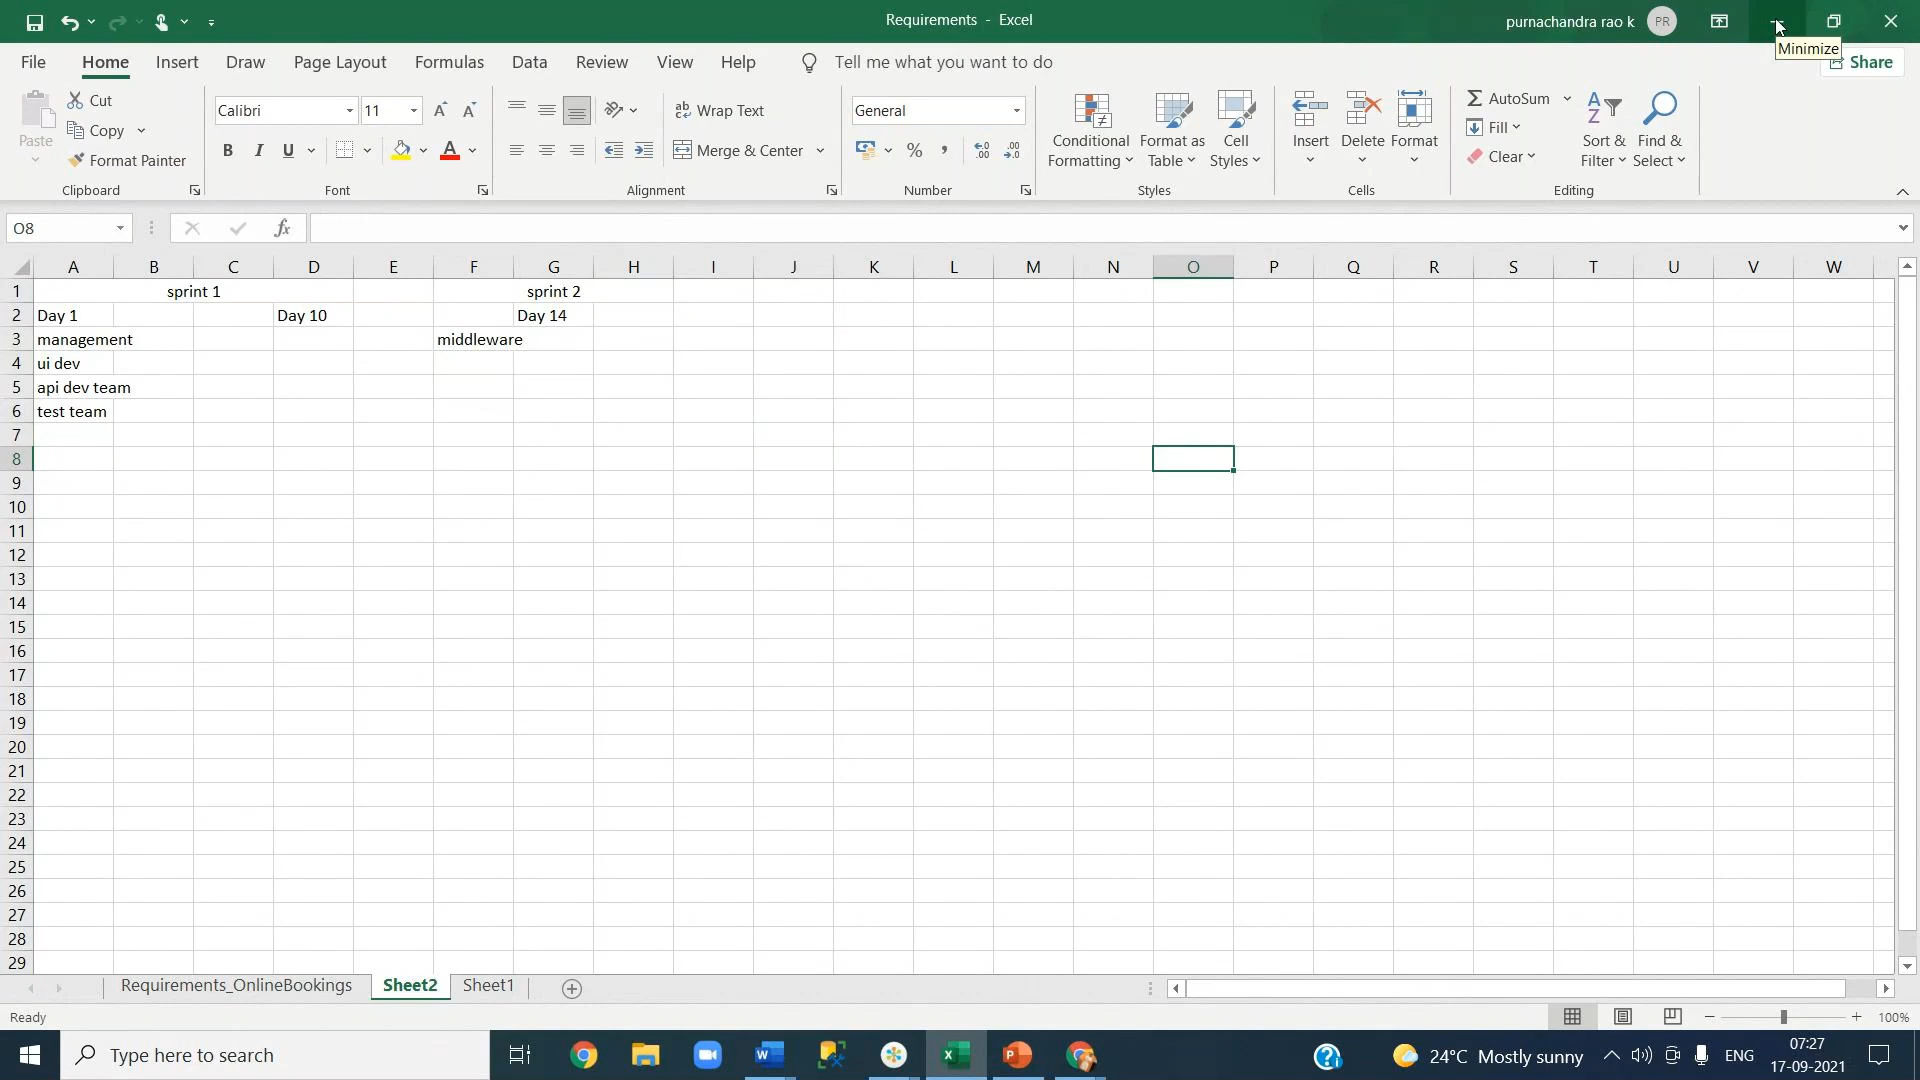 Requirements - Excel
purnachandra rao k PR
Minimize
File Home Insert Draw Page Layout Formulas Data Review View Help Tell me what you want to do Share
Paste
Cut
Copy
Format Painter
Clipboard
Calibri 11
B I U A
Font
ab Wrap Text
Merge & Center
Alignment
General
%
Number
Conditional Formatting
Format as Table
Cell Styles
Styles
Insert Delete Format
Cells
AutoSum
Fill
Clear
Sort & Filter
Find & Select
Editing
O8 fx
A B C D E F G H I J K L M N O P Q R S T U V W
1 sprint 1 sprint 2
2 Day 1 Day 10 Day 14
3 management middleware
4 ui dev
5 api dev team
6 test team
7
8
9
10
11
12
13
14
15
16
17
18
19
20
21
22
23
24
25
26
27
28
29
Requirements_OnlineBookings Sheet2 Sheet1
Ready 100%
Type here to search
24°C Mostly sunny ENG
07:27
17-09-2021